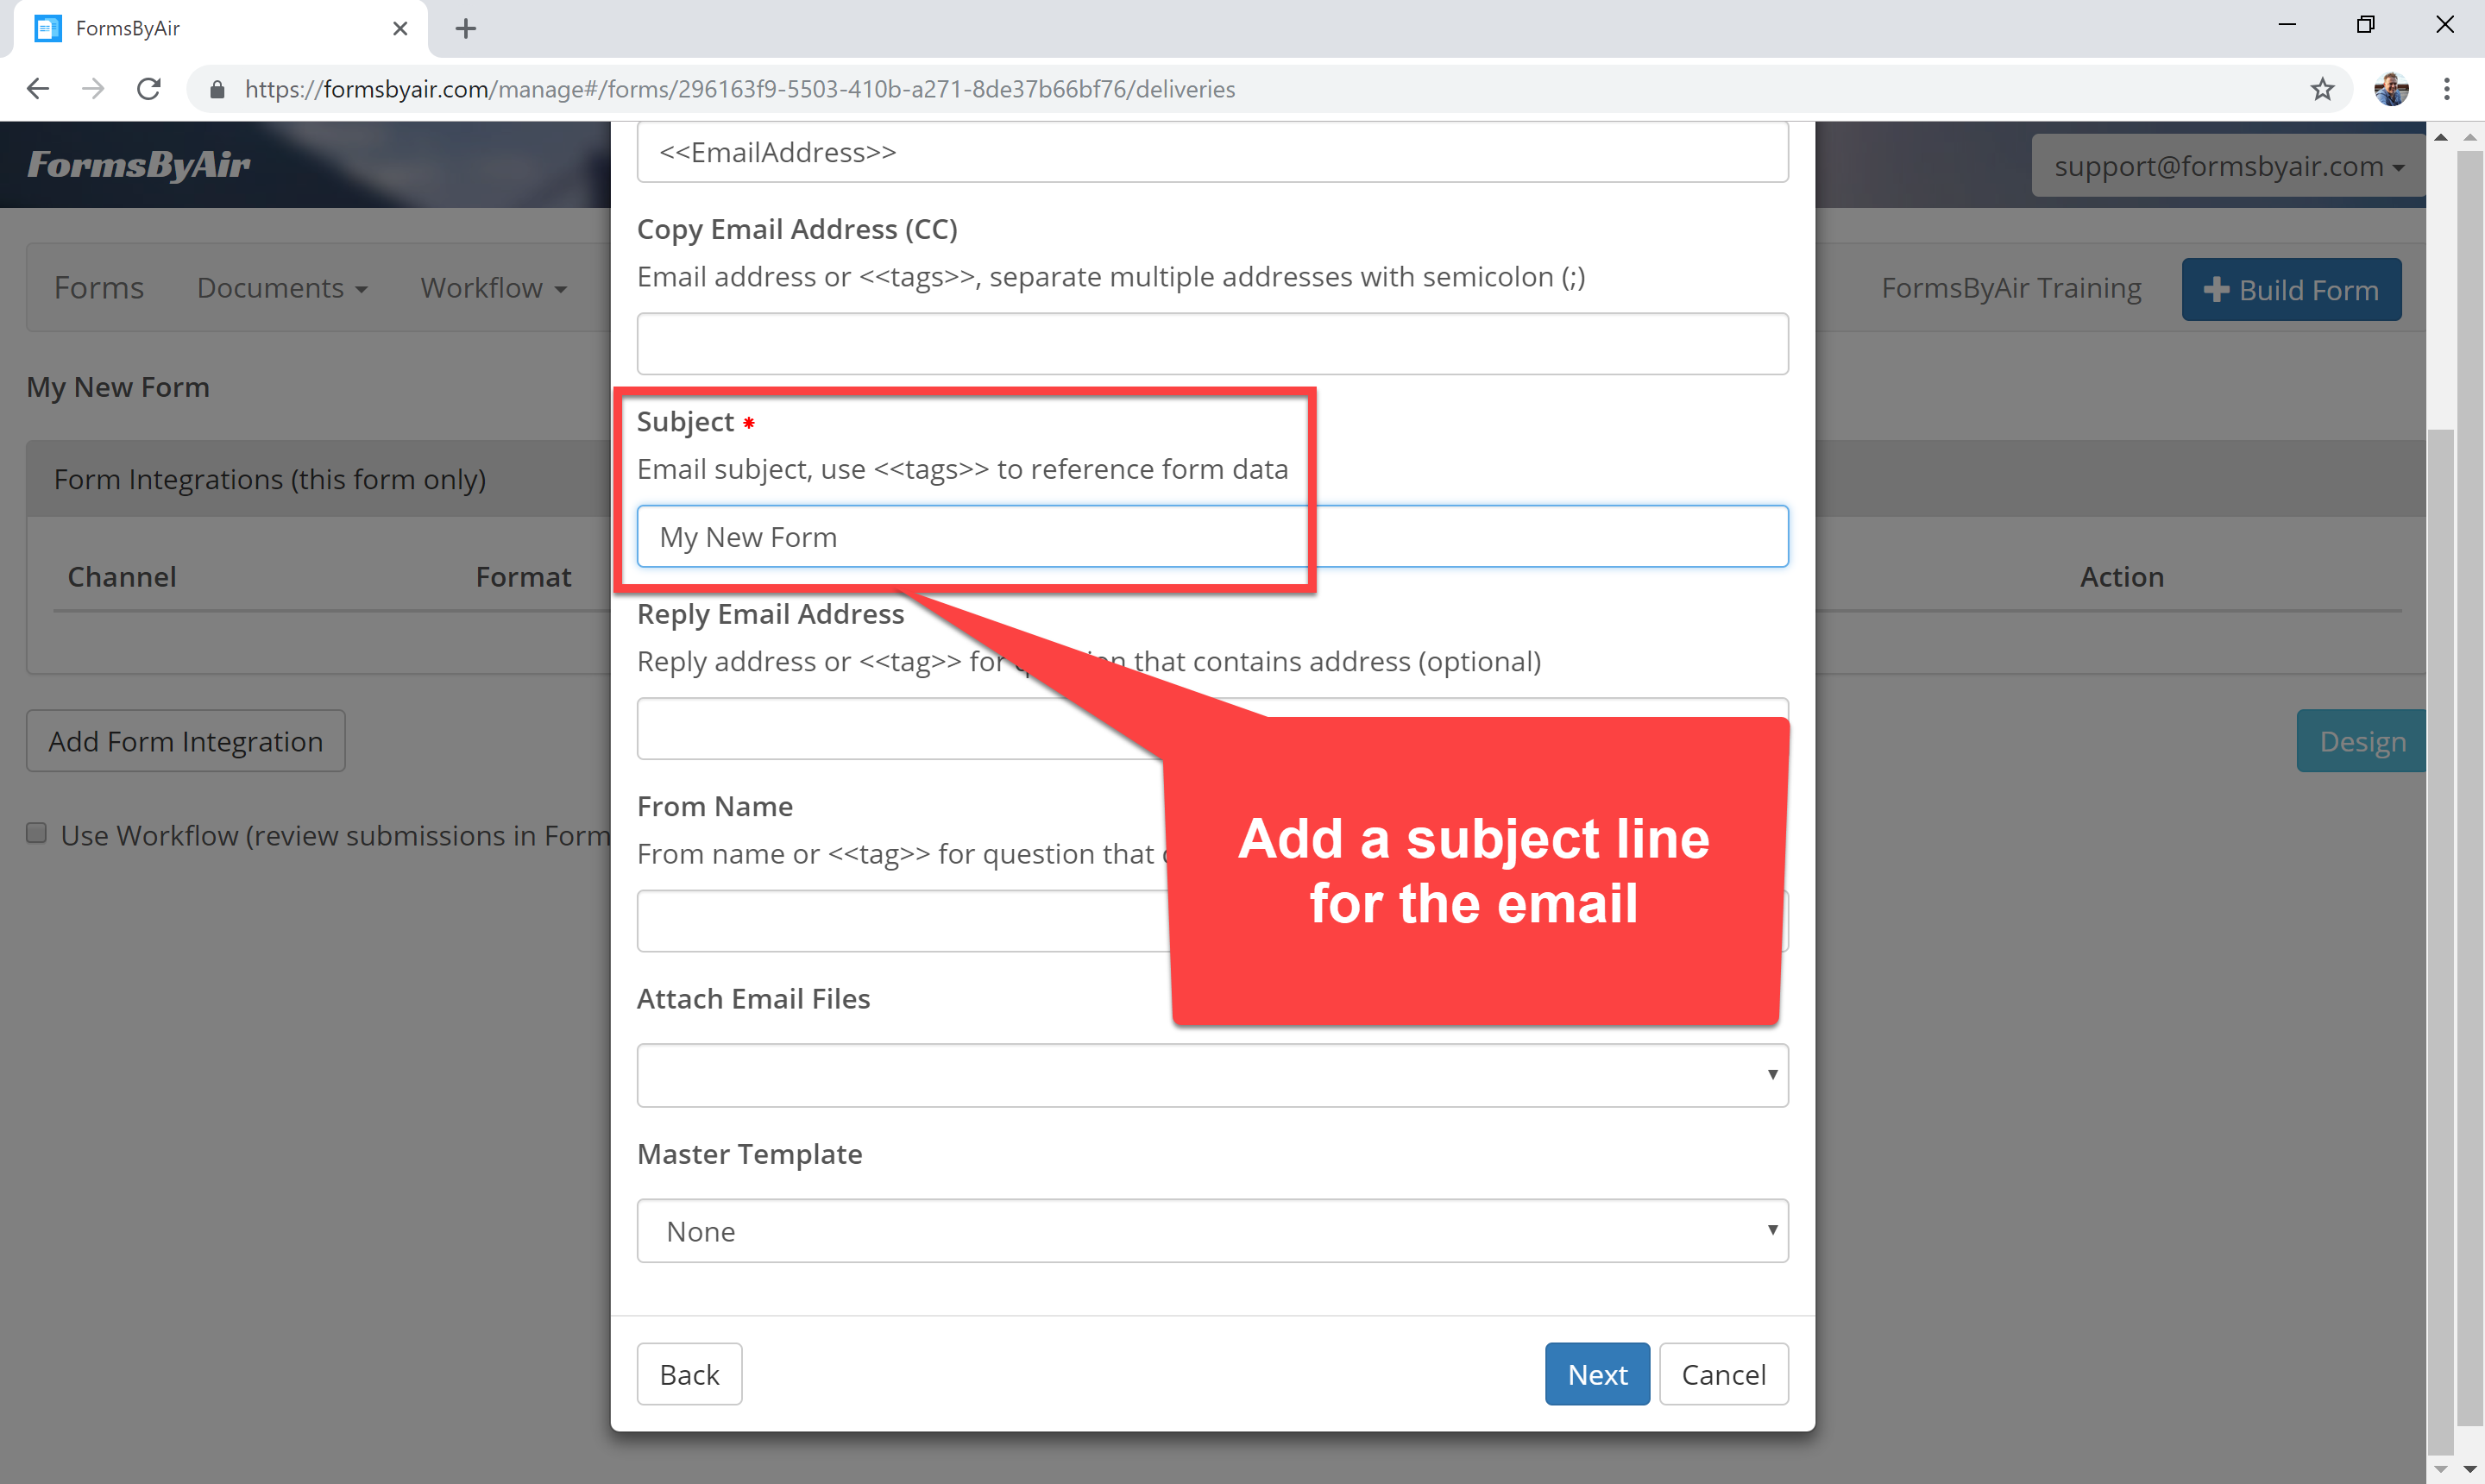 FormsByAir
https://formsbyair.com/manage#/forms/296163f9-5503-410b-a271-8de37b66bf76/deliveries
FormsByAir
support@formsbyair.com
Forms Documents Workflow
FormsByAir Training
Build Form
My New Form
Form Integrations (this form only)
Channel Format Action
Add Form Integration
Design
Use Workflow (review submissions in Form
<<EmailAddress>>
Copy Email Address (CC)
Email address or <<tags>>, separate multiple addresses with semicolon (;)
Subject *
Email subject, use <<tags>> to reference form data
My New Form
Reply Email Address
Reply address or <<tag>> for question that contains address (optional)
From Name
From name or <<tag>> for question that
Attach Email Files
Master Template
None
Back Next Cancel
Add a subject line
for the email